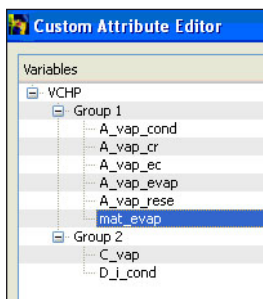 Custom Attribute Editor
Variables
VCHP
Group 1
A_vap_cond
A_vap_cr
A_vap_ec
A_vap_evap
A_vap_rese
mat_evap
Group 2
C_vap
D_i_cond